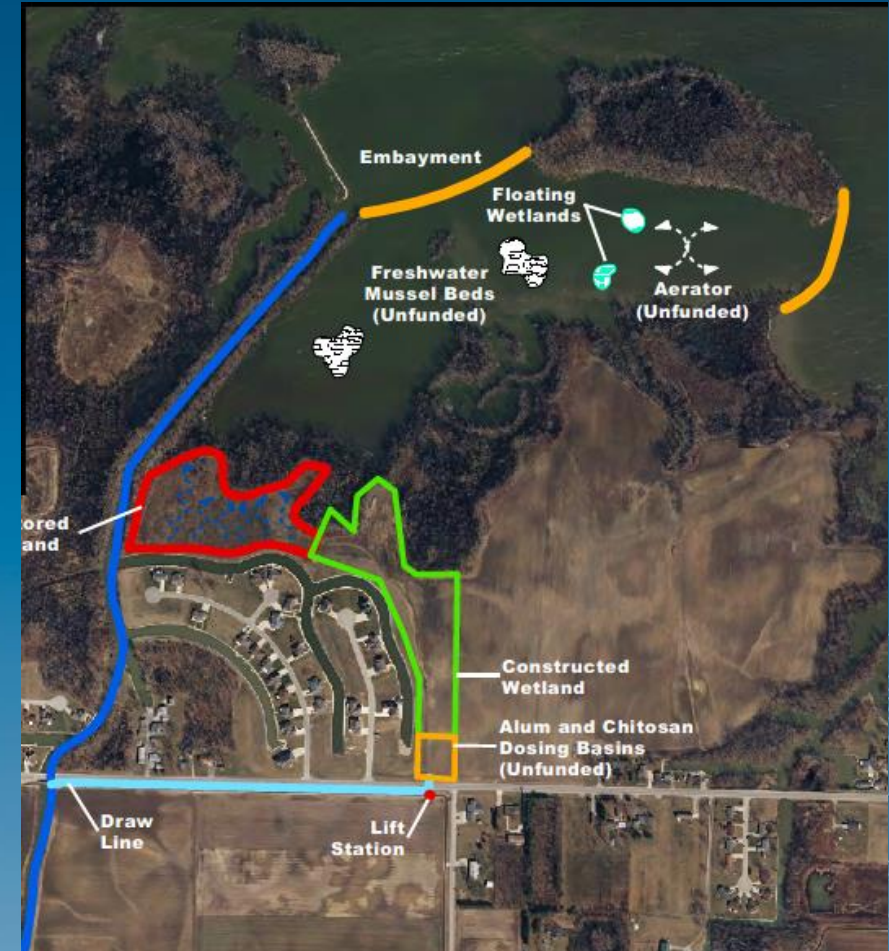 Embayment
Floating
Wetlands
Freshwater
Mussel Beds
(Unfunded)
Aerator
(Unfunded)
tored
and
Constructed
Wetland
Alum and Chitosan
Dosing Basins
(Unfunded)
Draw
Line
Lift
Station